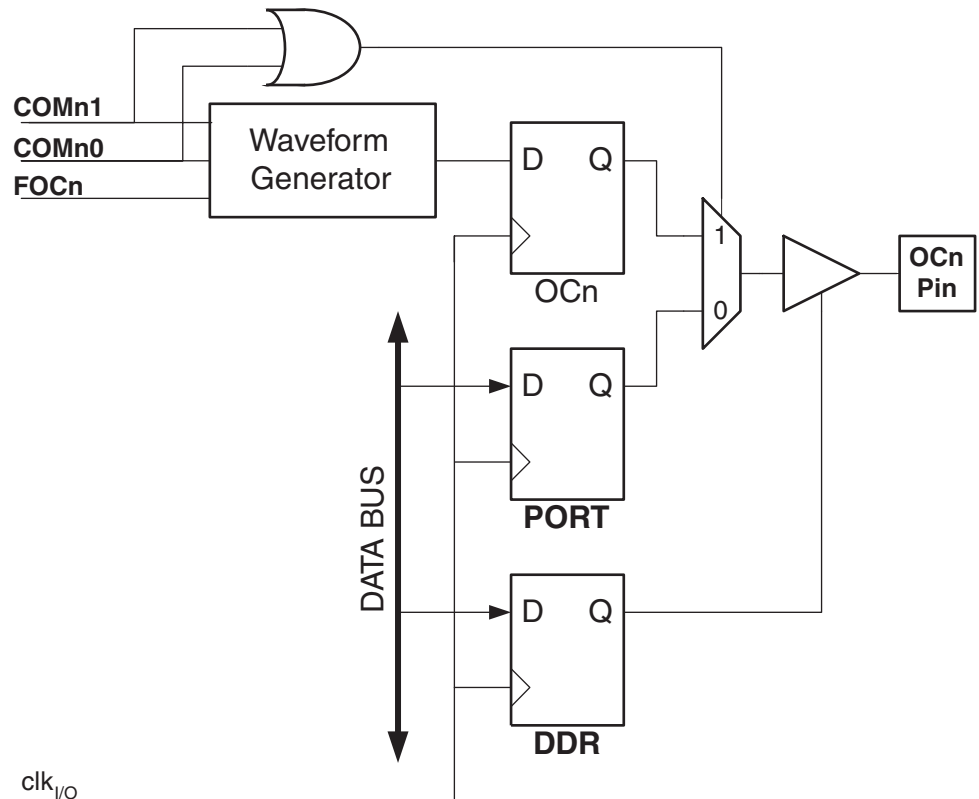 COMn1
COMn0
FOCn
Waveform
Generator
D Q
OCn
1
0
OCn
Pin
D Q
PORT
DATA BUS
D Q
DDR
clkI/O